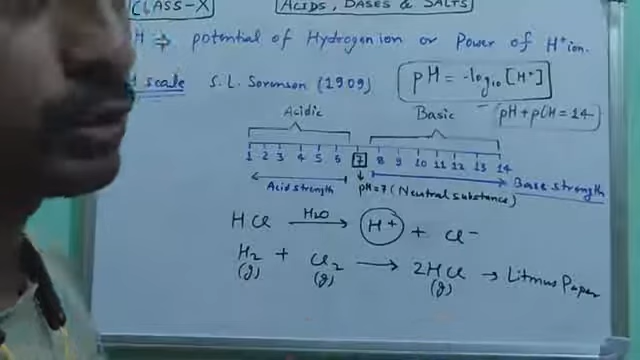 CLASS-X
ACIDS, BASES & SALTS
H ⇒ potential of Hydrogen ion or Power of H⁺ ion.
scale S. L. Sorenson (1909) pH = -log₁₀ [H⁺]
Acidic Basic pH + pOH = 14
1 2 3 4 5 6 7 8 9 10 11 12 13 14
Acid strength pH=7 (Neutral substance) Base strength
HCl H₂O → H⁺ + Cl⁻
H₂ (g) + Cl₂ (g) → 2HCl (g) → Litmus Paper